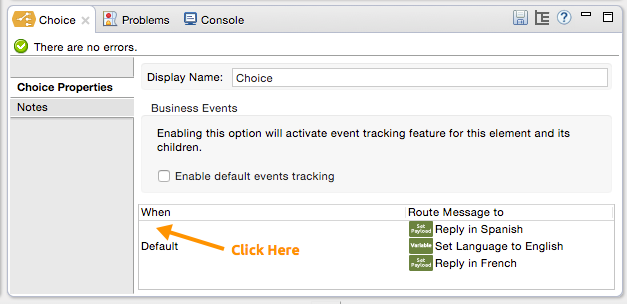 Choice
Problems
Console
There are no errors.
Choice Properties
Notes
Display Name: Choice
Business Events
Enabling this option will activate event tracking feature for this element and its
children.
Enable default events tracking
When Route Message to
Set Payload Reply in Spanish
Default Variable Set Language to English
Click Here
Set Payload Reply in French